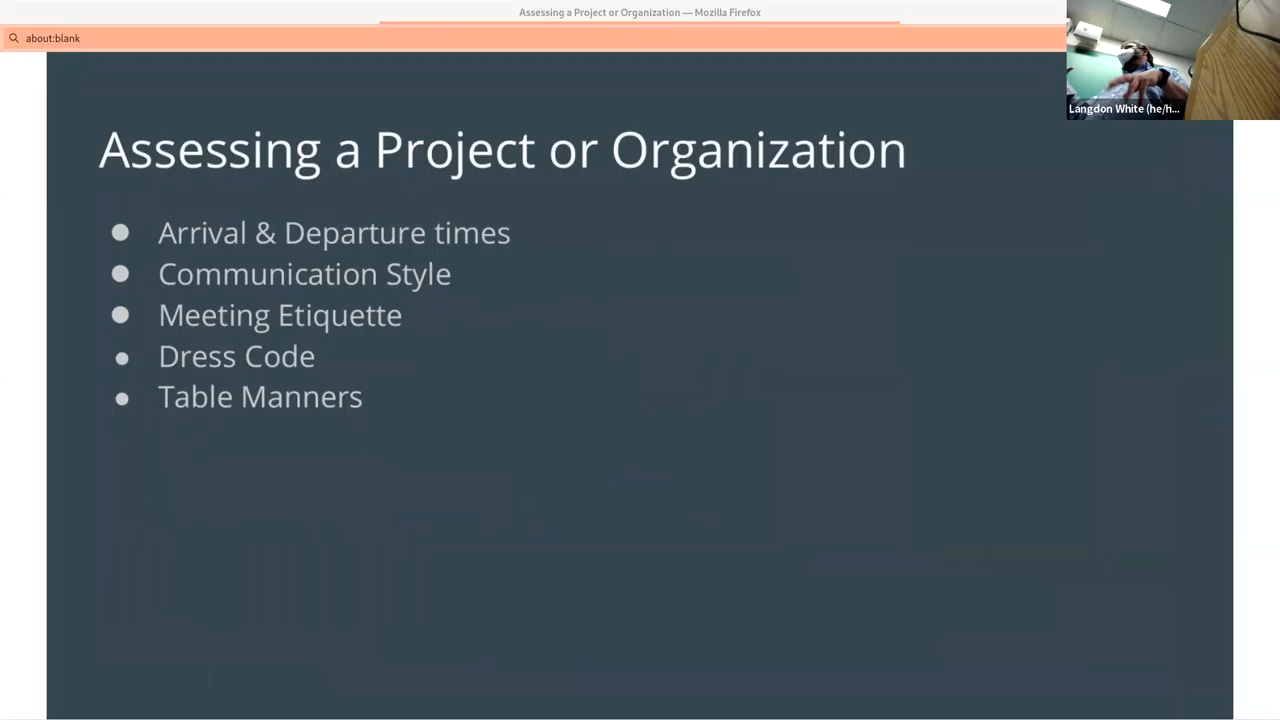 Assessing a Project or Organization — Mozilla Firefox
about:blank
Langdon White (he/h...
Assessing a Project or Organization
● Arrival & Departure times
● Communication Style
● Meeting Etiquette
● Dress Code
● Table Manners